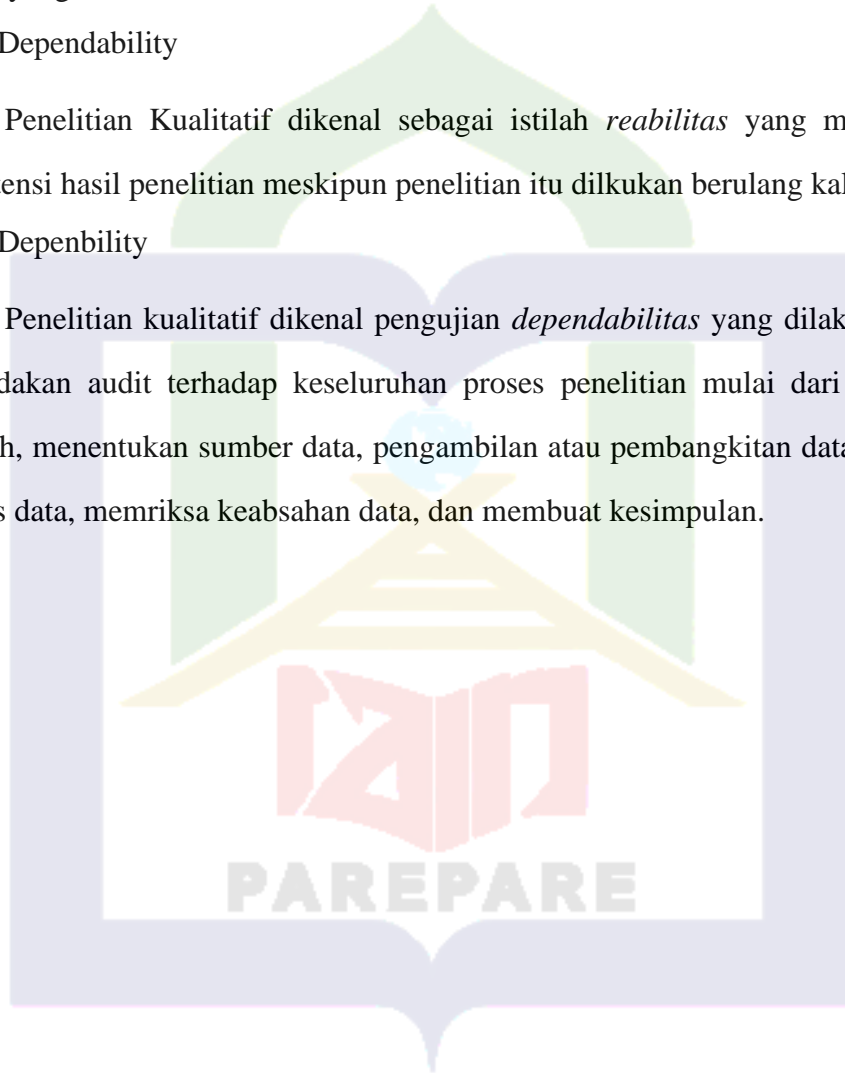 Dependability
Penelitian Kualitatif dikenal sebagai istilah reabilitas yang m
tensi hasil penelitian meskipun penelitian itu dilkukan berulang kal
Depenbility
Penelitian kualitatif dikenal pengujian dependabilitas yang dilak
dakan audit terhadap keseluruhan proses penelitian mulai dari
h, menentukan sumber data, pengambilan atau pembangkitan data
s data, memriksa keabsahan data, dan membuat kesimpulan.
iain
PAREPARE